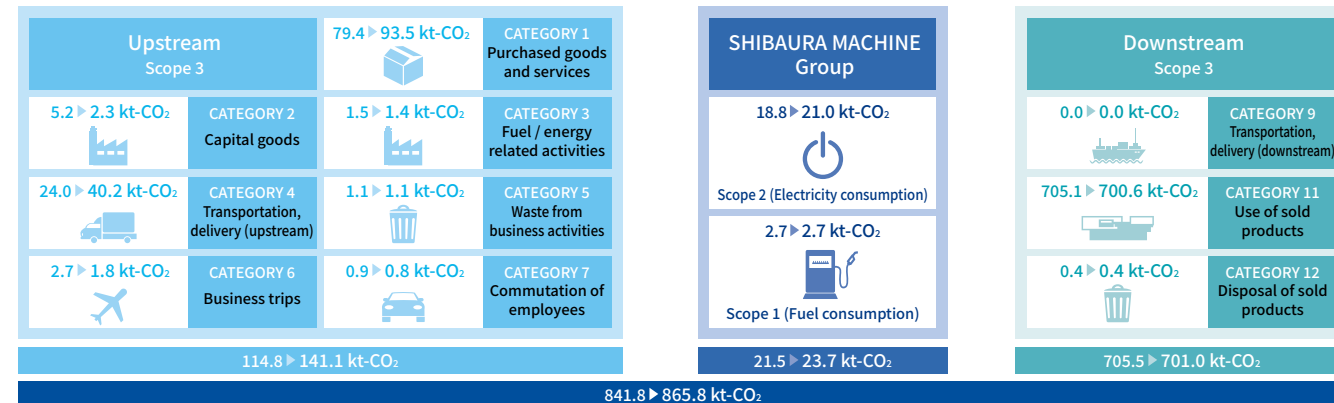 Upstream
Scope 3
79.4▶93.5 kt-CO₂
CATEGORY 1
Purchased goods
and services
5.2▶2.3 kt-CO₂
CATEGORY 2
Capital goods
1.5▶1.4 kt-CO₂
CATEGORY 3
Fuel / energy
related activities
24.0▶40.2 kt-CO₂
CATEGORY 4
Transportation,
delivery (upstream)
1.1▶1.1 kt-CO₂
CATEGORY 5
Waste from
business activities
2.7▶1.8 kt-CO₂
CATEGORY 6
Business trips
0.9▶0.8 kt-CO₂
CATEGORY 7
Commutation of
employees
114.8▶141.1 kt-CO₂
SHIBAURA MACHINE
Group
18.8▶21.0 kt-CO₂
Scope 2 (Electricity consumption)
2.7▶2.7 kt-CO₂
Scope 1 (Fuel consumption)
21.5▶23.7 kt-CO₂
Downstream
Scope 3
0.0▶0.0 kt-CO₂
CATEGORY 9
Transportation,
delivery (downstream)
705.1▶700.6 kt-CO₂
CATEGORY 11
Use of sold
products
0.4▶0.4 kt-CO₂
CATEGORY 12
Disposal of sold
products
705.5▶701.0 kt-CO₂
841.8▶865.8 kt-CO₂